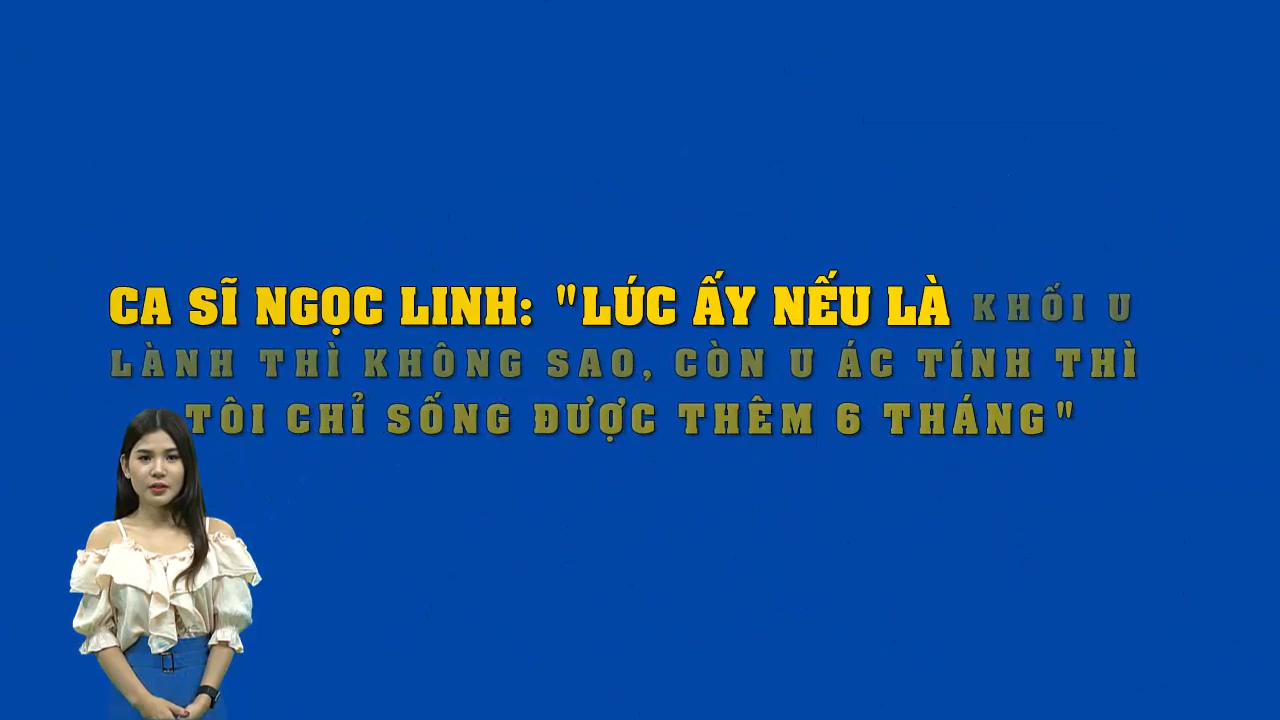 CA SĨ NGỌC LINH: "LÚC ẤY NẾU LÀ KHỐI U
LÀNH THÌ KHÔNG SAO, CÒN U ÁC TÍNH THÌ
TÔI CHỈ SỐNG ĐƯỢC THÊM 6 THÁNG"